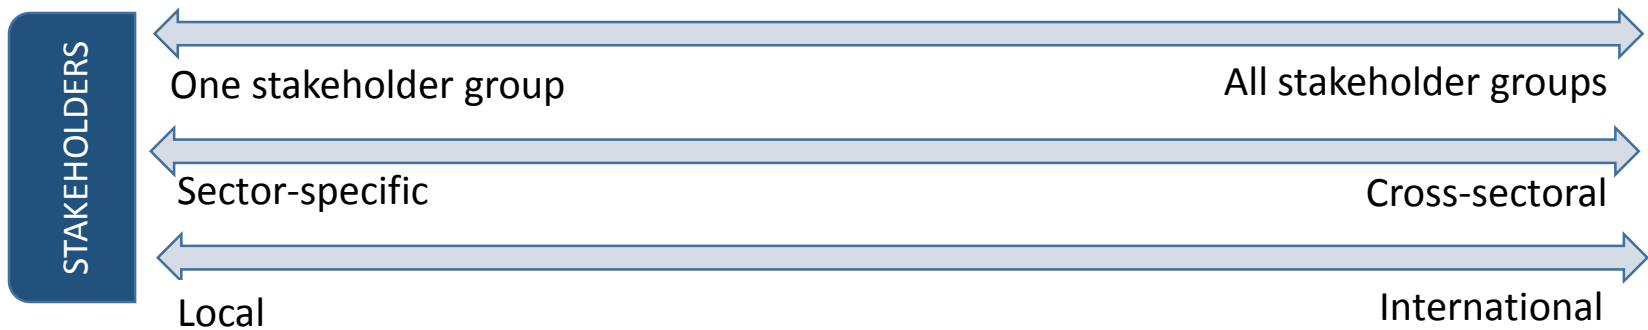 STAKEHOLDERS
One stakeholder group
All stakeholder groups
Sector-specific
Cross-sectoral
Local
International